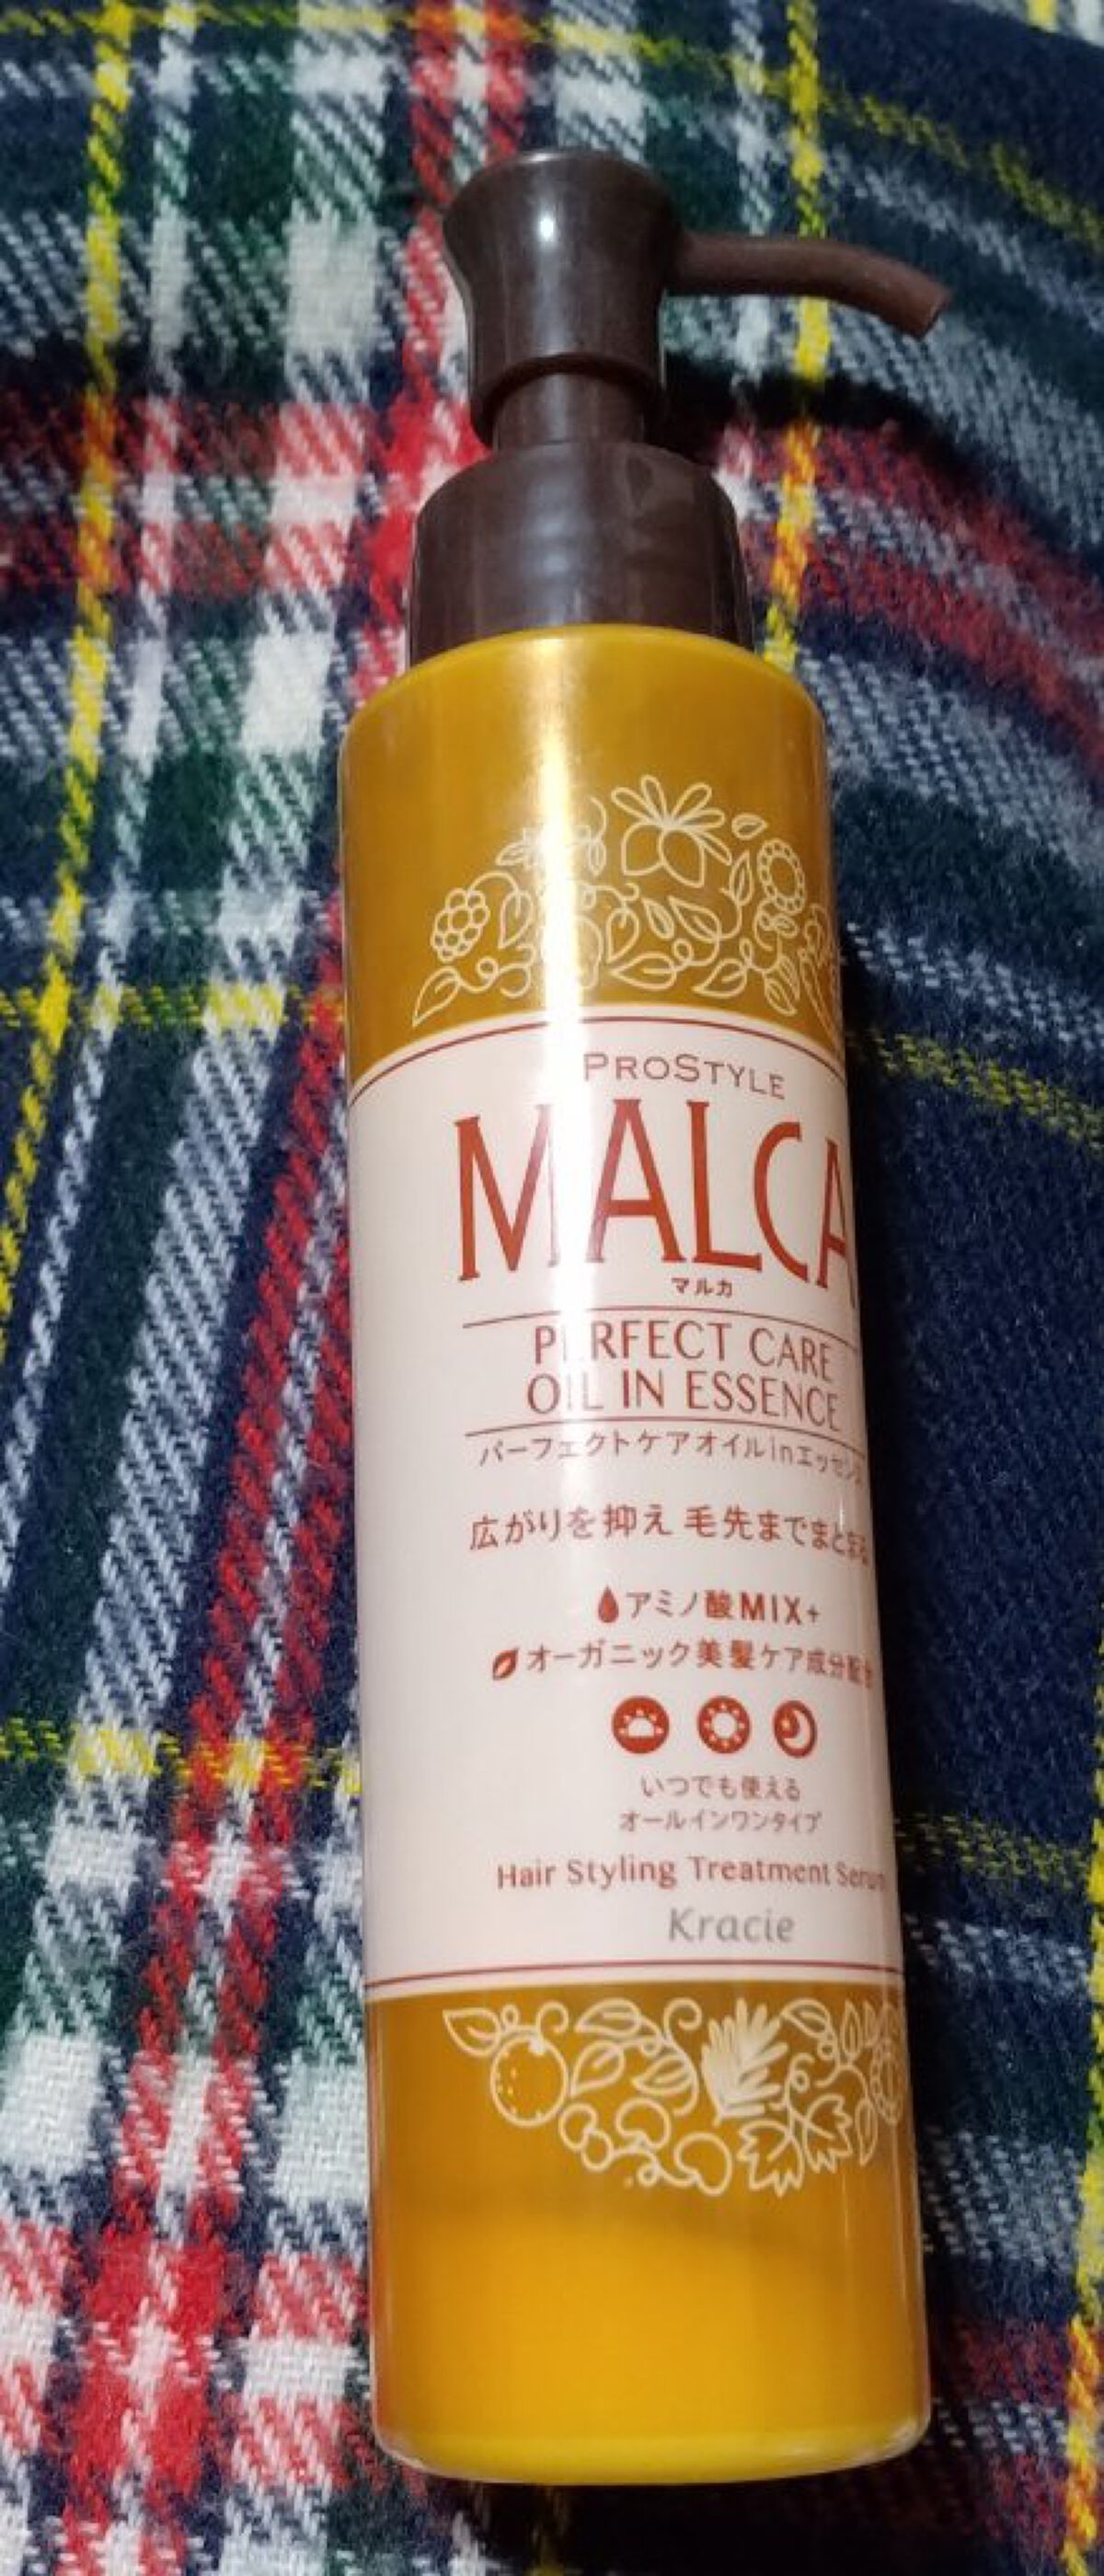 PROSTYLE
MALCA
マルカ
PERFECT CARE
OIL IN ESSENCE
パーフェクトケアオイルinエッセンス
広がりを抑え 毛先までまとまる
アミノ酸MIX+
オーガニック美髪ケア成分配合
いつでも使える
オールインワンタイプ
Hair Styling Treatment Serum
Kracie